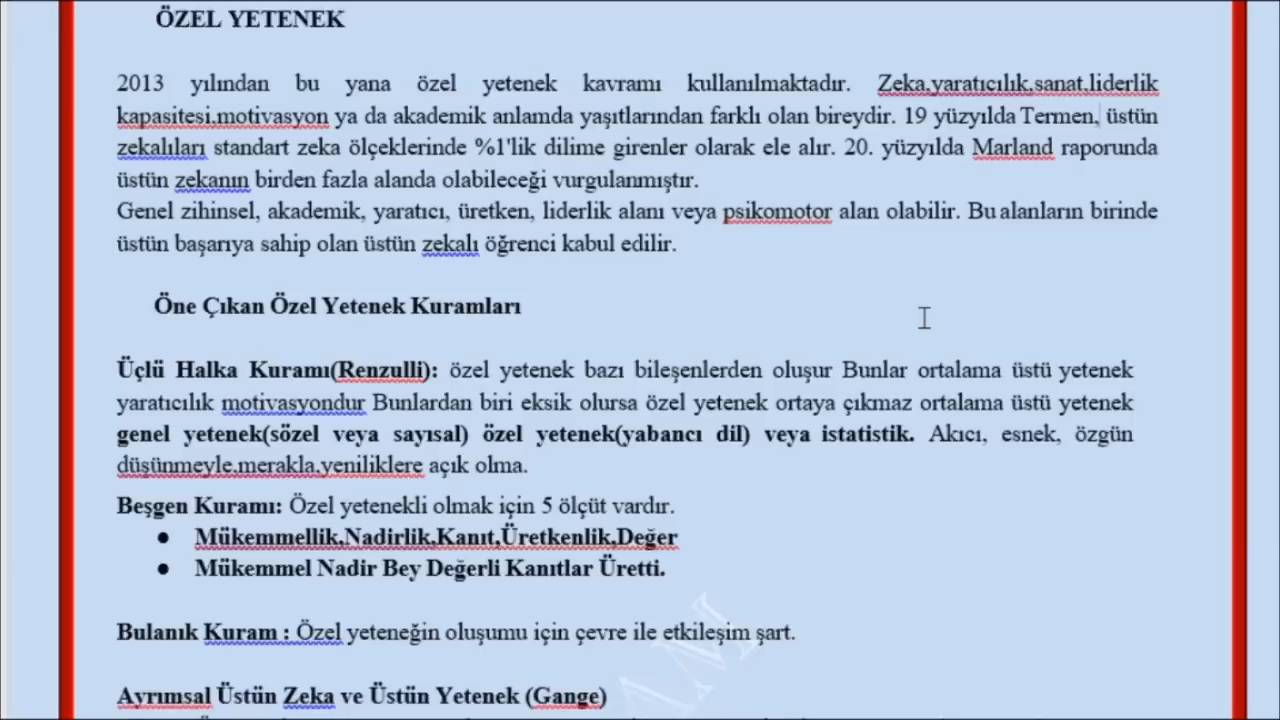 ÖZEL YETENEK
2013 yılından bu yana özel yetenek kavramı kullanılmaktadır. Zeka,yaratıcılık,sanat,liderlik
kapasitesi,motivasyon ya da akademik anlamda yaşıtlarından farklı olan bireydir. 19 yüzyılda Termen, üstün
zekalıları standart zeka ölçeklerinde %1'lik dilime girenler olarak ele alır. 20. yüzyılda Marland raporunda
üstün zekanın birden fazla alanda olabileceği vurgulanmıştır.
Genel zihinsel, akademik, yaratıcı, üretken, liderlik alanı veya psikomotor alan olabilir. Bu alanların birinde
üstün başarıya sahip olan üstün zekalı öğrenci kabul edilir.
Öne Çıkan Özel Yetenek Kuramları
Üçlü Halka Kuramı(Renzulli): özel yetenek bazı bileşenlerden oluşur Bunlar ortalama üstü yetenek
yaratıcılık motivasyondur Bunlardan biri eksik olursa özel yetenek ortaya çıkmaz ortalama üstü yetenek
genel yetenek(sözel veya sayısal) özel yetenek(yabancı dil) veya istatistik. Akıcı, esnek, özgün
düşünmeyle,merakla,yeniliklere açık olma.
Beşgen Kuramı: Özel yetenekli olmak için 5 ölçüt vardır.
● Mükemmellik,Nadirlik,Kanıt,Üretkenlik,Değer
● Mükemmel Nadir Bey Değerli Kanıtlar Üretti.
Bulanık Kuram : Özel yeteneğin oluşumu için çevre ile etkileşim şart.
Ayrımsal Üstün Zeka ve Üstün Yetenek (Gange)